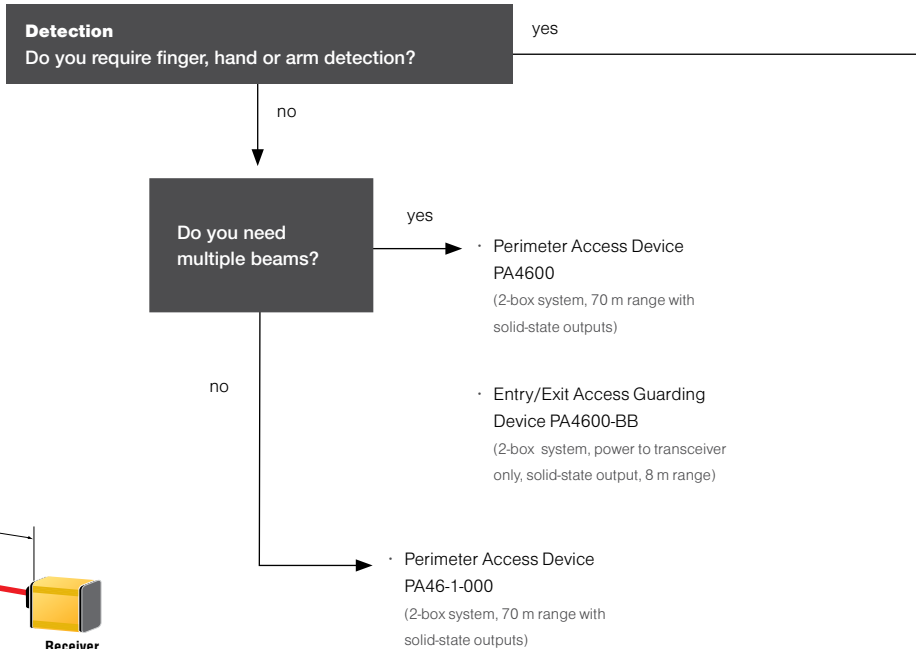 Detection
Do you require finger, hand or arm detection?
yes
no
Do you need
multiple beams?
yes
· Perimeter Access Device
PA4600
(2-box system, 70 m range with
solid-state outputs)
no
· Entry/Exit Access Guarding
Device PA4600-BB
(2-box system, power to transceiver
only, solid-state output, 8 m range)
· Perimeter Access Device
PA46-1-000
(2-box system, 70 m range with
solid-state outputs)
Receiver